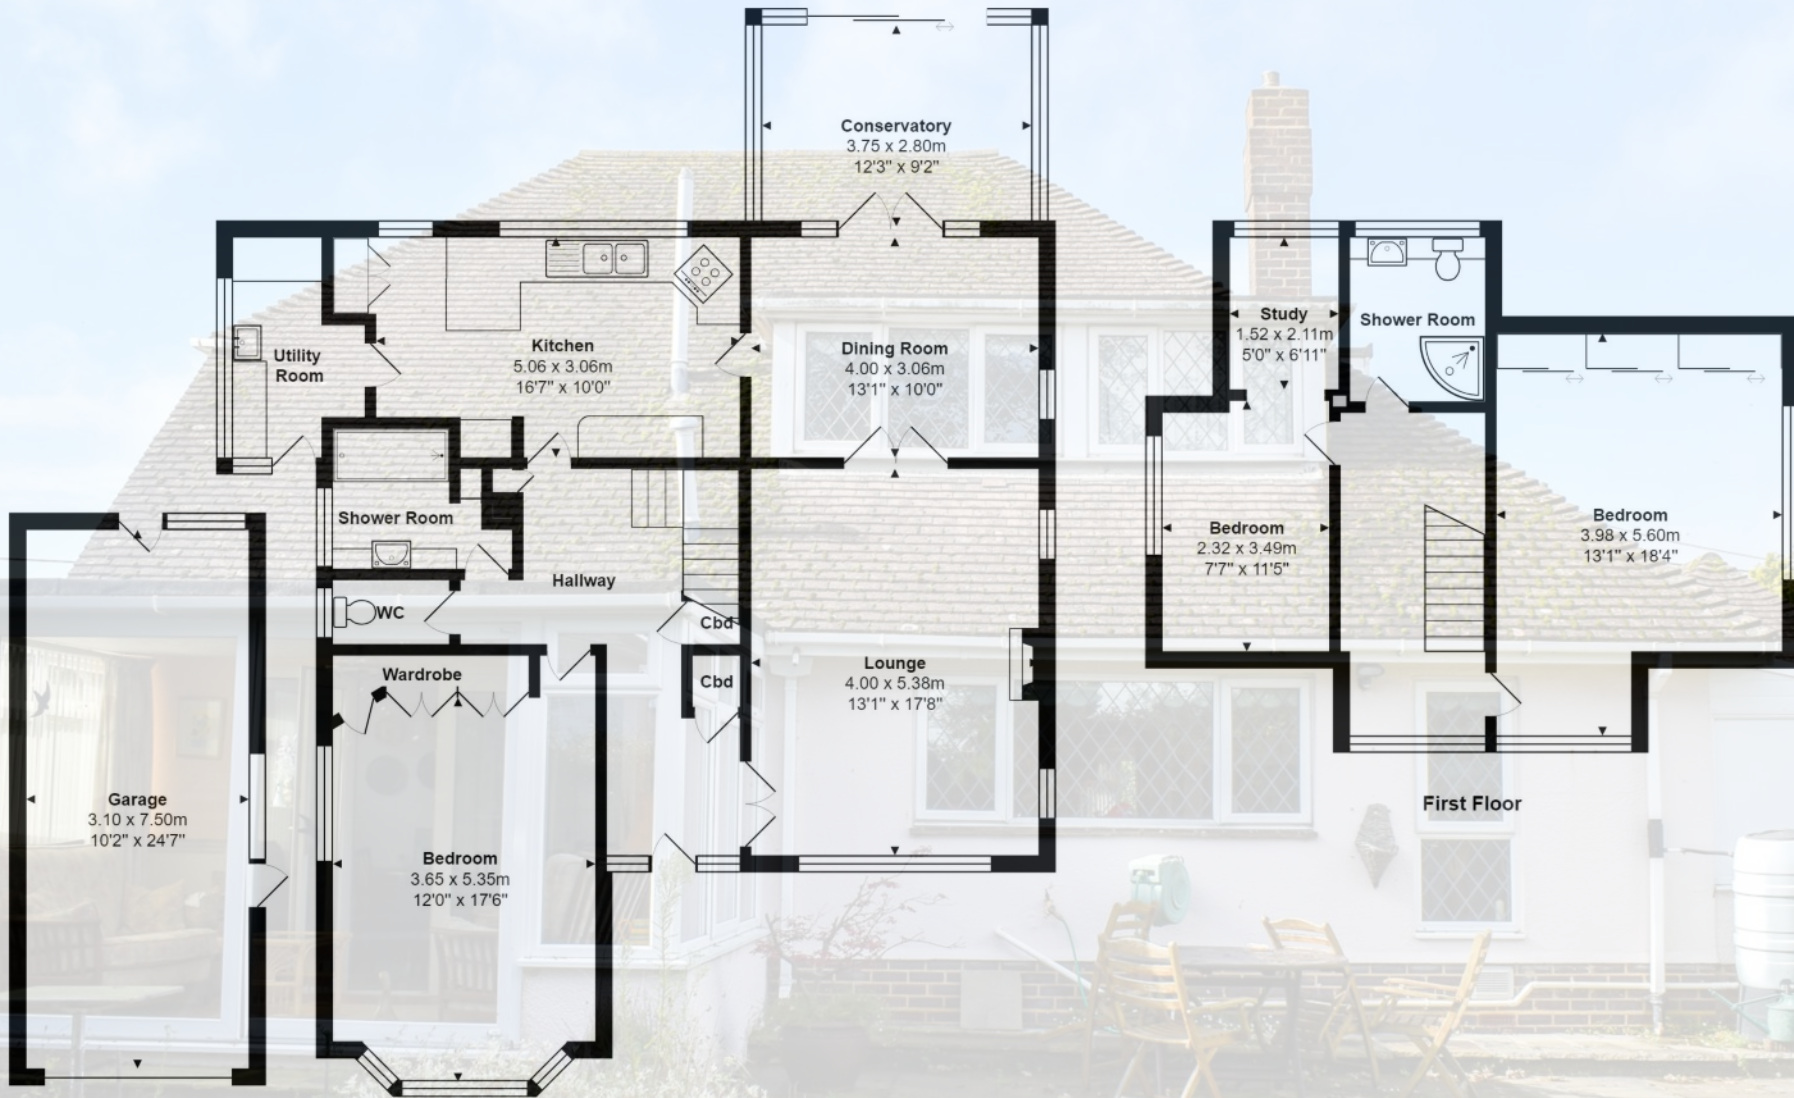 Conservatory
3.75 x 2.80m
12'3" x 9'2"
Utility
Room
Kitchen
5.06 x 3.06m
16'7" x 10'0"
Dining Room
4.00 x 3.06m
13'1" x 10'0"
Study
1.52 x 2.11m
5'0" x 6'11"
Shower Room
Shower Room
Hallway
WC
Cbd
Cbd
Wardrobe
Lounge
4.00 x 5.38m
13'1" x 17'8"
Bedroom
2.32 x 3.49m
7'7" x 11'5"
Bedroom
3.98 x 5.60m
13'1" x 18'4"
Garage
3.10 x 7.50m
10'2" x 24'7"
Bedroom
3.65 x 5.35m
12'0" x 17'6"
First Floor